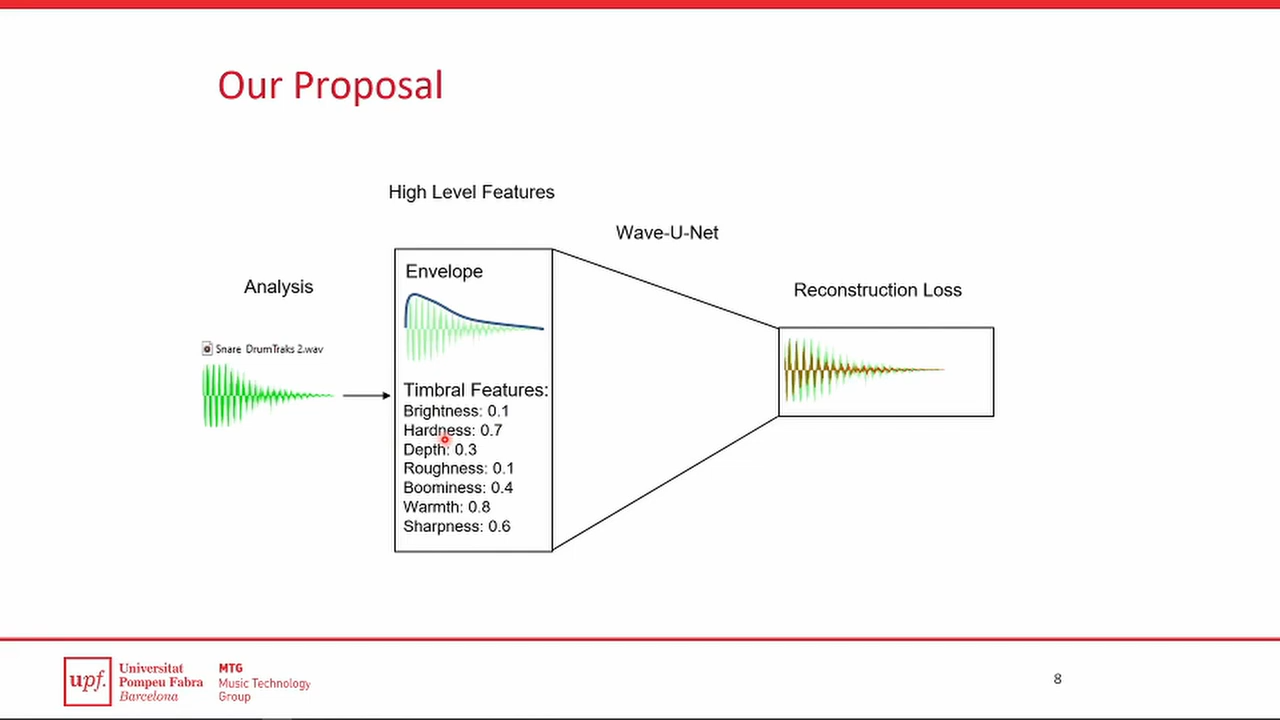 Our Proposal
High Level Features
Wave-U-Net
Analysis
Envelope
Reconstruction Loss
Snare DrumTraks 2.wav
Timbral Features:
Brightness: 0.1
Hardness: 0.7
Depth: 0.3
Roughness: 0.1
Boominess: 0.4
Warmth: 0.8
Sharpness: 0.6
upf.
Universitat
Pompeu Fabra
Barcelona
MTG
Music Technology
Group
8